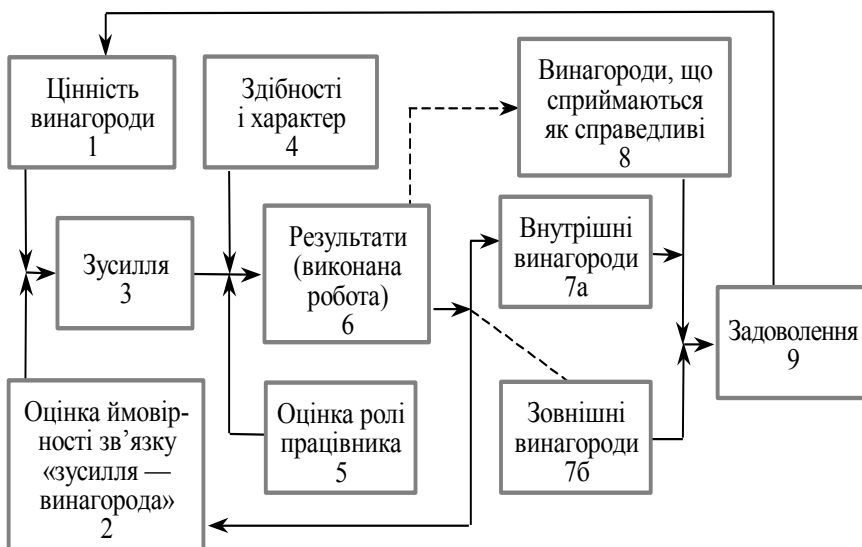 Цінність
винагороди
1
Здібності
і характер
4
Винагороди, що
сприймаються
як справедливі
8
Зусилля
3
Результати
(виконана
робота)
6
Внутрішні
винагороди
7а
Задоволення
9
Оцінка ймовір-
ності зв’язку
«зусилля —
винагорода»
2
Оцінка ролі
працівника
5
Зовнішні
винагороди
7б